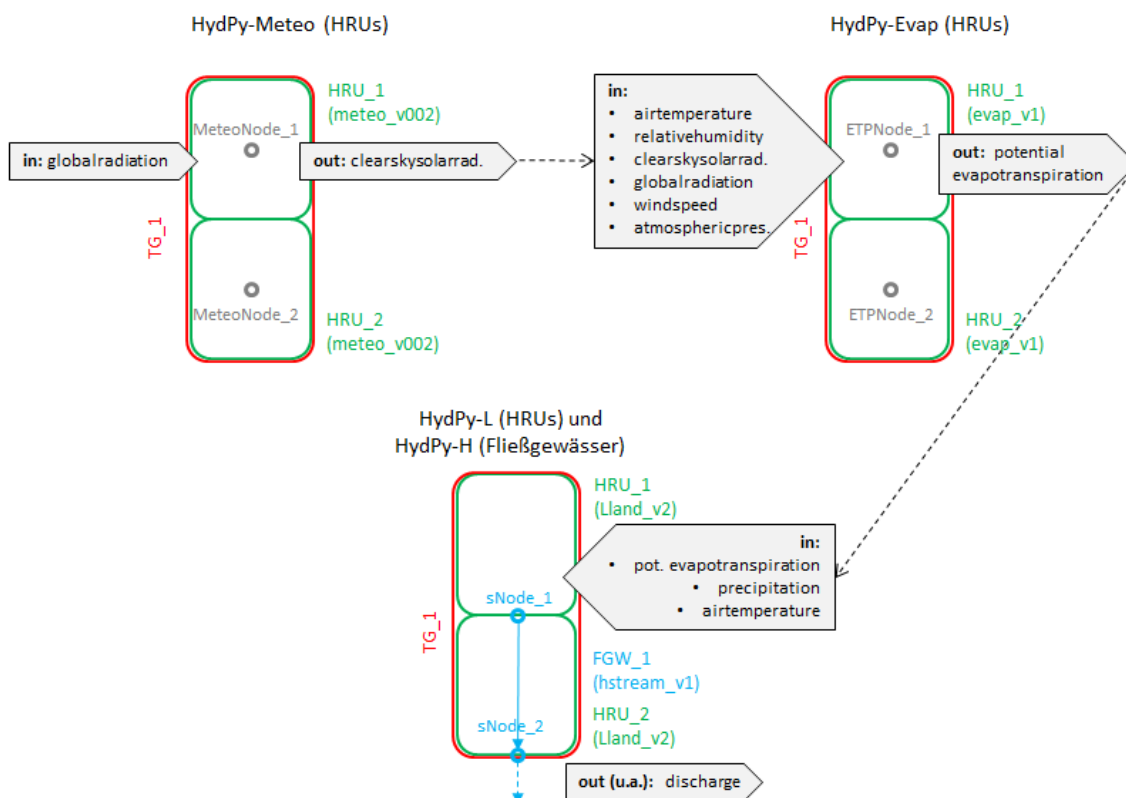 HydPy-Meteo (HRUs)
HRU_1
(meteo_v002)
MeteoNode_1
in: globalradiation
out: clearskysolarrad.
TG_1
MeteoNode_2
HRU_2
(meteo_v002)
in:
• airtemperature
• relativehumidity
• clearskysolarrad.
• globalradiation
• windspeed
• atmosphericpres.
HydPy-Evap (HRUs)
HRU_1
(evap_v1)
ETPNode_1
out: potential
evapotranspiration
TG_1
ETPNode_2
HRU_2
(evap_v1)
HydPy-L (HRUs) und
HydPy-H (Fließgewässer)
HRU_1
(Lland_v2)
in:
• pot. evapotranspiration
• precipitation
• airtemperature
sNode_1
TG_1
FGW_1
(hstream_v1)
sNode_2
HRU_2
(Lland_v2)
out (u.a.): discharge